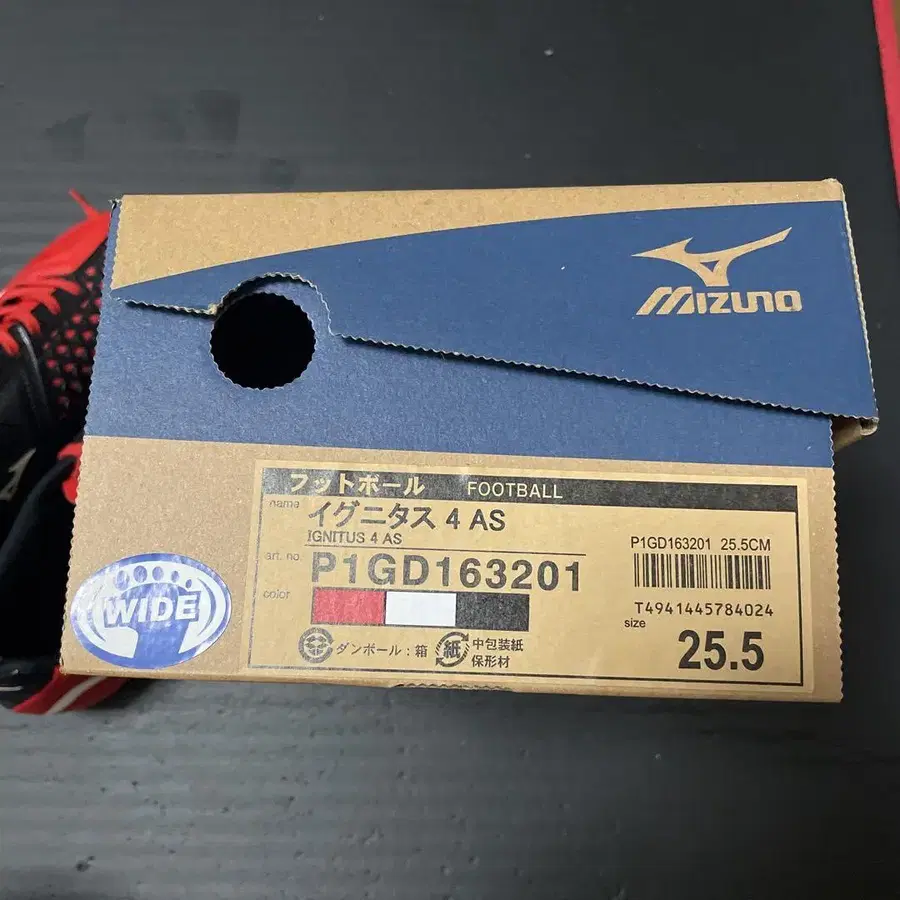 MIZUNO
フットボール FOOTBALL
name イグニタス 4 AS
IGNITUS 4 AS
art. no. P1GD163201
color
WIDE
ダンボール：箱 紙 中包装紙
保形材
P1GD163201 25.5CM
T4941445784024
size
25.5